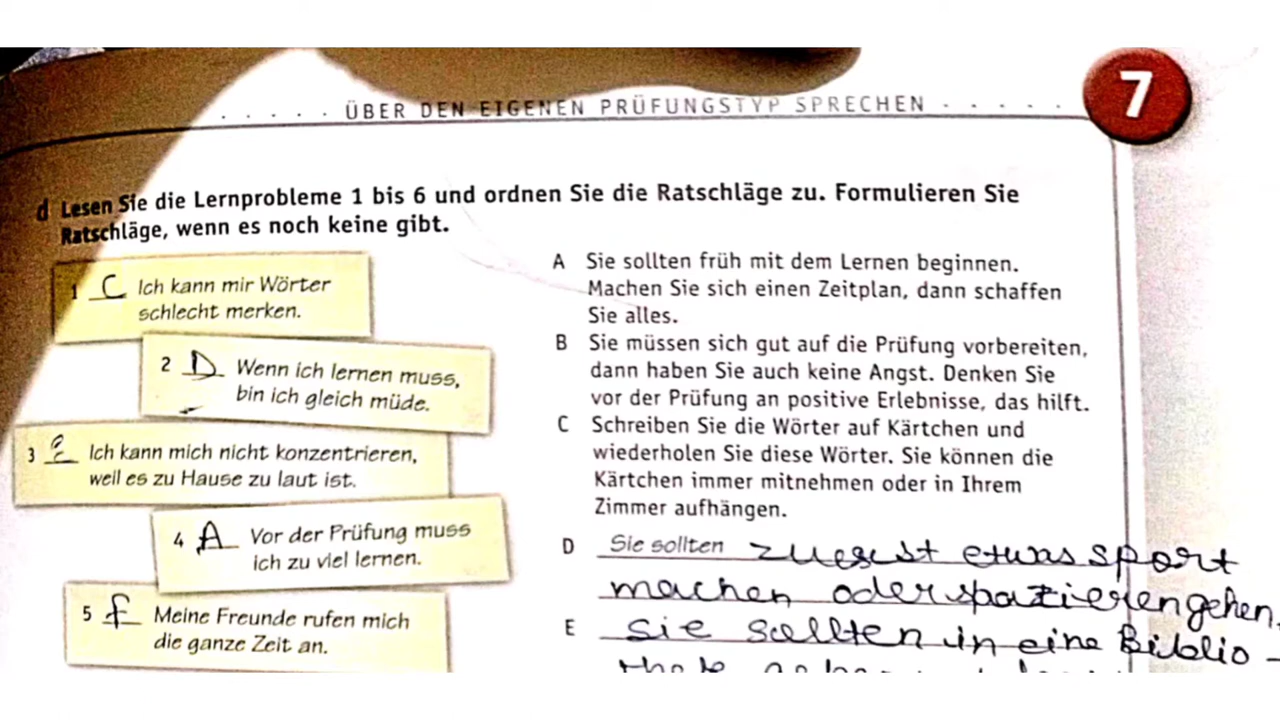 ÜBER DEN EIGENEN PRÜFUNGSTYP SPRECHEN
7
d Lesen Sie die Lernprobleme 1 bis 6 und ordnen Sie die Ratschläge zu. Formulieren Sie
Ratschläge, wenn es noch keine gibt.
1 C Ich kann mir Wörter
schlecht merken.
2 D Wenn ich lernen muss,
bin ich gleich müde.
3 E Ich kann mich nicht konzentrieren,
weil es zu Hause zu laut ist.
4 A Vor der Prüfung muss
ich zu viel lernen.
5 F Meine Freunde rufen mich
die ganze Zeit an.
A Sie sollten früh mit dem Lernen beginnen.
Machen Sie sich einen Zeitplan, dann schaffen
Sie alles.
B Sie müssen sich gut auf die Prüfung vorbereiten,
dann haben Sie auch keine Angst. Denken Sie
vor der Prüfung an positive Erlebnisse, das hilft.
C Schreiben Sie die Wörter auf Kärtchen und
wiederholen Sie diese Wörter. Sie können die
Kärtchen immer mitnehmen oder in Ihrem
Zimmer aufhängen.
D Sie sollten zuerst etwas sport
machen oder spazieren gehen.
E Sie sollten in eine Biblio-